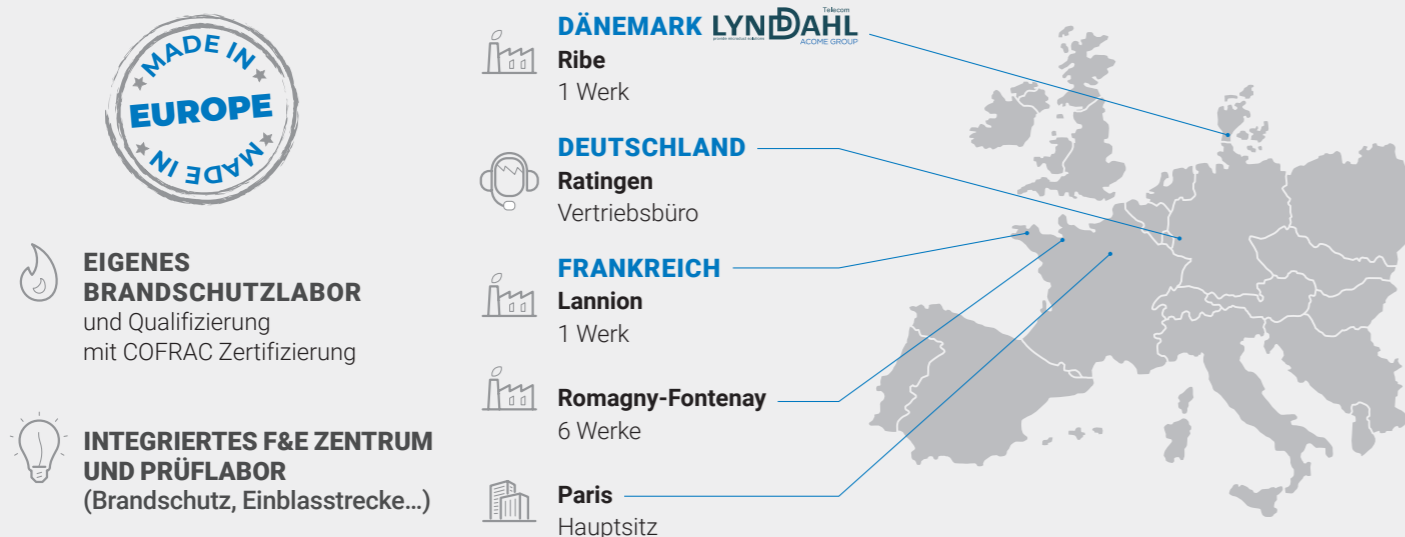 MADE IN
EUROPE
MADE IN
EIGENES
BRANDSCHUTZLABOR
und Qualifizierung
mit COFRAC Zertifizierung
INTEGRIERTES F&E ZENTRUM
UND PRÜFLABOR
(Brandschutz, Einblasstrecke...)
DÄNEMARK LYNDDAHL
Telecom
ACOME GROUP
Ribe
1 Werk
DEUTSCHLAND
Ratingen
Vertriebsbüro
FRANKREICH
Lannion
1 Werk
Romagny-Fontenay
6 Werke
Paris
Hauptsitz